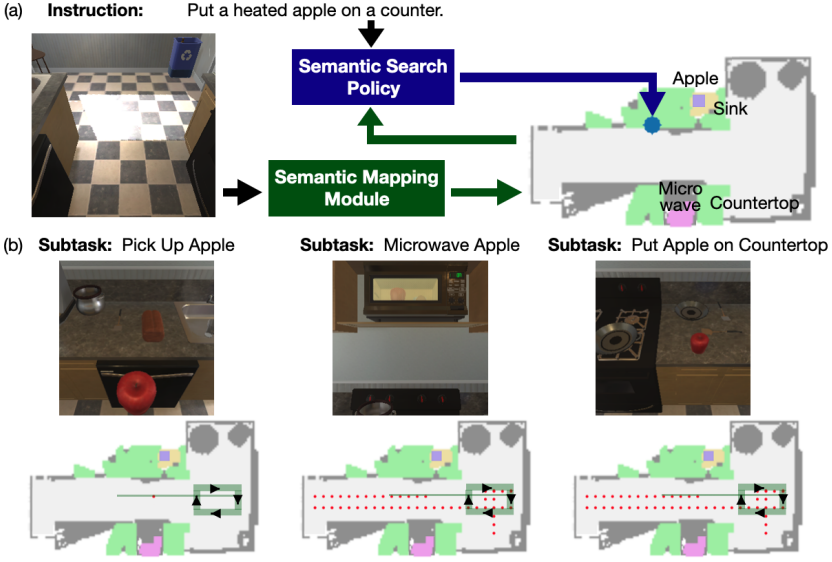 (a) Instruction: Put a heated apple on a counter.
Semantic Search
Policy
Apple
Sink
Semantic Mapping
Module
Micro
wave
Countertop
(b) Subtask: Pick Up Apple
Subtask: Microwave Apple
Subtask: Put Apple on Countertop